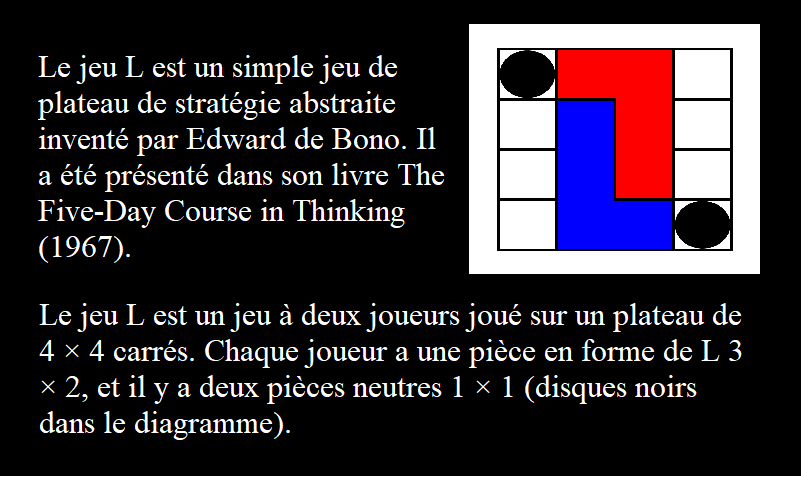 Le jeu L est un simple jeu de
plateau de stratégie abstraite
inventé par Edward de Bono. Il
a été présenté dans son livre The
Five-Day Course in Thinking
(1967).
Le jeu L est un jeu à deux joueurs joué sur un plateau de
4 × 4 carrés. Chaque joueur a une pièce en forme de L 3
× 2, et il y a deux pièces neutres 1 × 1 (disques noirs
dans le diagramme).